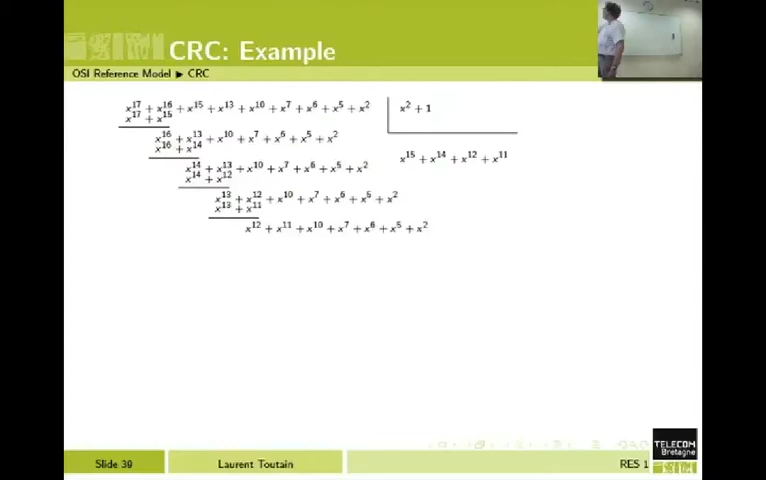 CRC: Example
OSI Reference Model ▶ CRC
x^17 + x^16 + x^15 + x^13 + x^10 + x^7 + x^6 + x^5 + x^2
x^2 + 1
x^17 + x^15
x^16 + x^13 + x^10 + x^7 + x^6 + x^5 + x^2
x^16 + x^14
x^15 + x^14 + x^12 + x^11
x^14 + x^13 + x^10 + x^7 + x^6 + x^5 + x^2
x^14 + x^12
x^13 + x^12 + x^10 + x^7 + x^6 + x^5 + x^2
x^13 + x^11
x^12 + x^11 + x^10 + x^7 + x^6 + x^5 + x^2
TELECOM
Bretagne
Slide 39
Laurent Toutain
RES 1